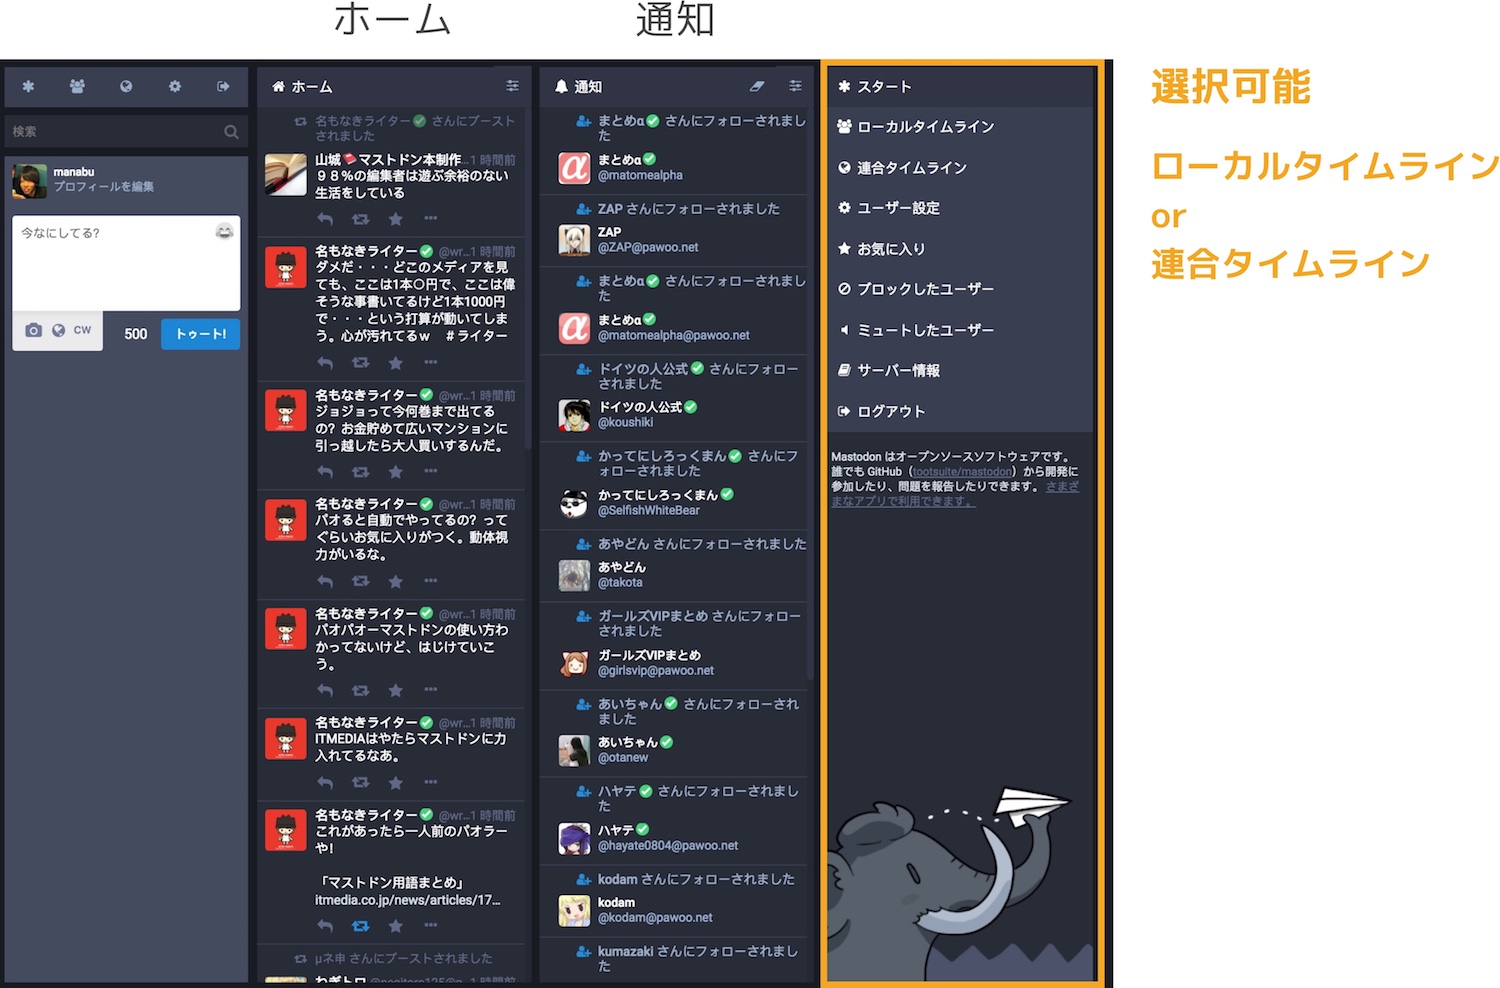 ホーム
通知
検索
manabu
プロフィールを編集
今なにしてる?
CW
500
トゥート!
ホーム
名もなきライター さんにブースト
されました
山城 マストドン本制作...1 時間前
98%の編集者は遊ぶ余裕のない
生活をしている
名もなきライター @wr...1 時間前
ダメだ・・・どこのメディアを見
ても、ここは1本〇円で、ここは偉
そうな事書いてるけど1本1000円
で・・・という打算が動いてしま
う。心が汚れてるw #ライター
名もなきライター @wr...1 時間前
ジョジョって今何巻まで出てる
の? お金貯めて広いマンションに
引っ越したら大人買いするんだ。
名もなきライター @wr...1 時間前
パオると自動でやってるの? って
ぐらいお気に入りがつく。動体視
力がいるな。
名もなきライター @wr...1 時間前
パオパオーマストドンの使い方わ
かってないけど、はじけていこ
う。
名もなきライター @wr...1 時間前
ITMEDIAはやたらマストドンに力
入れてるなあ。
名もなきライター @wr...1 時間前
これがあったら一人前のパオラー
や!
「マストドン用語まとめ」
itmedia.co.jp/news/articles/17...
μネ申 さんにブーストされました
ねぎトロ @negitoro125@p...1 時間前
通知
まとめα さんにフォローされまし
た
まとめα
@matomealpha
ZAP さんにフォローされました
ZAP
@ZAP@pawoo.net
まとめα さんにフォローされまし
た
まとめα
@matomealpha@pawoo.net
ドイツの人公式 さんにフォロー
されました
ドイツの人公式
@koushiki
かってにしろっくまん さんにフ
ォローされました
かってにしろっくまん
@SelfishWhiteBear
あやどん さんにフォローされました
あやどん
@takota
ガールズVIPまとめ さんにフォロー
されました
ガールズVIPまとめ
@girlsvip@pawoo.net
あいちゃん さんにフォローされ
ました
あいちゃん
@otanew
ハヤテ さんにフォローされまし
た
ハヤテ
@hayate0804@pawoo.net
kodam さんにフォローされました
kodam
@kodam@pawoo.net
kumazaki さんにフォローされまし
た
スタート
ローカルタイムライン
連合タイムライン
ユーザー設定
お気に入り
ブロックしたユーザー
ミュートしたユーザー
サーバー情報
ログアウト
Mastodon はオープンソースソフトウェアです。
誰でも GitHub（tootsuite/mastodon）から開発に
参加したり、問題を報告したりできます。 さまざ
まなアプリで利用できます。
選択可能
ローカルタイムライン
or
連合タイムライン